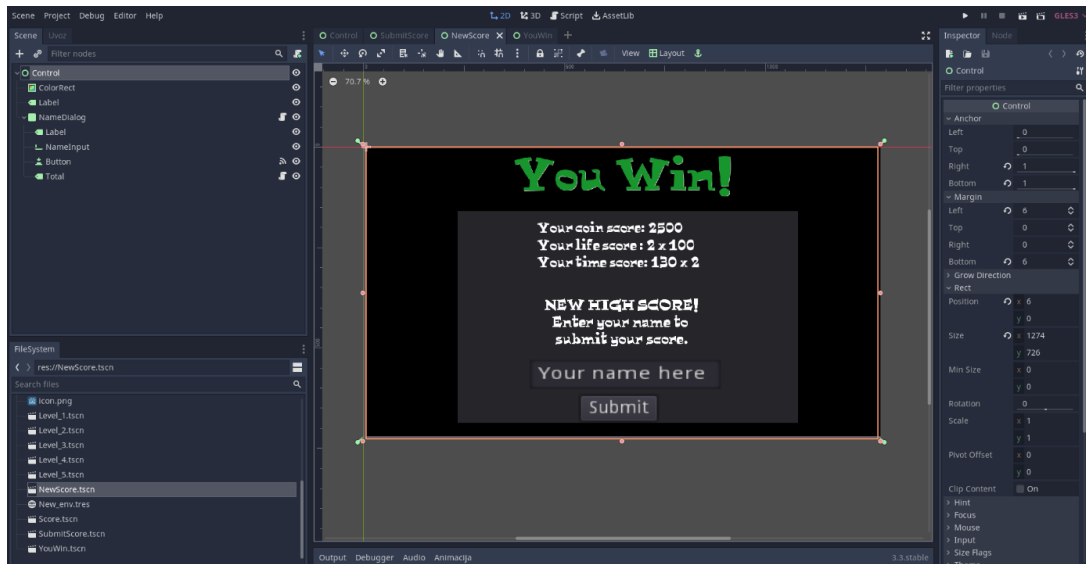 Scene Project Debug Editor Help
2D 3D Script AssetLib
GLES3
Scene Uvoz
Filter nodes
Control
ColorRect
Label
NameDialog
Label
NameInput
Button
Total
FileSystem
res://NewScore.tscn
Search files
icon.png
Level_1.tscn
Level_2.tscn
Level_3.tscn
Level_4.tscn
Level_5.tscn
NewScore.tscn
New_env.tres
Score.tscn
SubmitScore.tscn
YouWin.tscn
Control SubmitScore NewScore YouWin
View Layout
70.7 %
You Win!
Your coin score: 2500
Your life score: 2 x 100
Your time score: 130 x 2
NEW HIGH SCORE!
Enter your name to
submit your score.
Your name here
Submit
Output Debugger Audio Animacija
3.3.stable
Inspector Node
Control
Filter properties
Control
Anchor
Left 0
Top 0
Right 1
Bottom 1
Margin
Left 6
Top 0
Right 0
Bottom 6
Grow Direction
Rect
Position x 6
y 0
Size x 1274
y 726
Min Size x 0
y 0
Rotation 0
Scale x 1
y 1
Pivot Offset x 0
y 0
Clip Content On
Hint
Focus
Mouse
Input
Size Flags